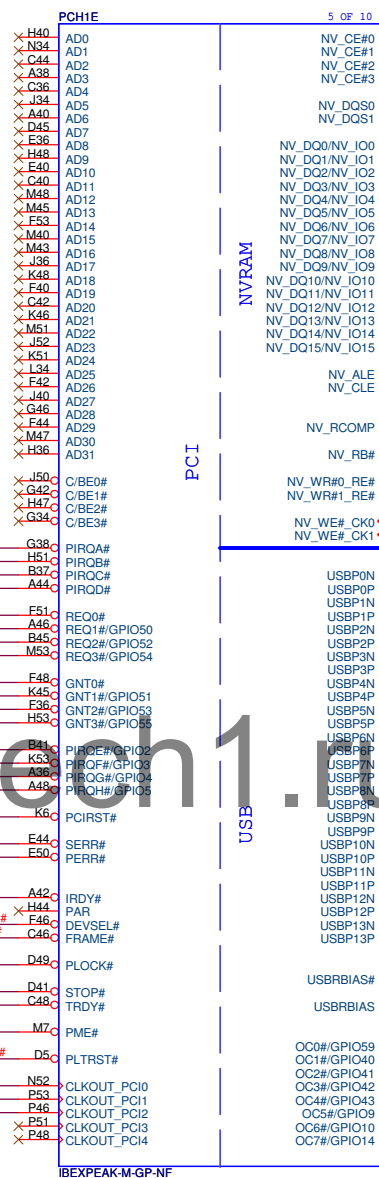 PCH1E 5 OF 10
H40 AD0 NV_CE#0
N34 AD1 NV_CE#1
C44 AD2 NV_CE#2
A38 AD3 NV_CE#3
C36 AD4
J34 AD5 NV_DQS0
A40 AD6 NV_DQS1
D45 AD7
E36 AD8 NV_DQ0/NV_IO0
H48 AD9 NV_DQ1/NV_IO1
E40 AD10 NV_DQ2/NV_IO2
C40 AD11 NV_DQ3/NV_IO3
M48 AD12 NV_DQ4/NV_IO4
M45 AD13 NV_DQ5/NV_IO5
F53 AD14 NV_DQ6/NV_IO6
M40 AD15 NV_DQ7/NV_IO7
M43 AD16 NV_DQ8/NV_IO8
J36 AD17 NV_DQ9/NV_IO9
K48 AD18 NV_DQ10/NV_IO10
F40 AD19 NV_DQ11/NV_IO11
C42 AD20 NV_DQ12/NV_IO12
K46 AD21 NV_DQ13/NV_IO13
M51 AD22 NV_DQ14/NV_IO14
J52 AD23 NV_DQ15/NV_IO15
K51 AD24
L34 AD25 NV_ALE
F42 AD26 NV_CLE
J40 AD27
G46 AD28
F44 AD29 NV_RCOMP
M47 AD30
H36 AD31 NV_RB#
NVRAM
PCI
J50 C/BE0# NV_WR#0_RE#
G42 C/BE1# NV_WR#1_RE#
H47 C/BE2#
G34 C/BE3# NV_WE#_CK0
NV_WE#_CK1
G38 PIRQA#
H51 PIRQB#
B37 PIRQC# USBP0N
A44 PIRQD# USBP0P
USBP1N
F51 REQ0# USBP1P
A46 REQ1#/GPIO50 USBP2N
B45 REQ2#/GPIO52 USBP2P
M53 REQ3#/GPIO54 USBP3N
USBP3P
F48 GNT0# USBP4N
K45 GNT1#/GPIO51 USBP4P
F36 GNT2#/GPIO53 USBP5N
H53 GNT3#/GPIO55 USBP5P
USBP6N
B41 PIRQE#/GPIO2 USBP6P
K53 PIRQF#/GPIO3 USBP7N
A36 PIRQG#/GPIO4 USBP7P
A48 PIRQH#/GPIO5 USBP8N
USBP8P
K6 PCIRST# USBP9N
USBP9P
USB
E44 SERR# USBP10N
E50 PERR# USBP10P
USBP11N
USBP11P
A42 IRDY# USBP12N
H44 PAR USBP12P
F46 DEVSEL# USBP13N
C46 FRAME# USBP13P
D49 PLOCK#
USBRBIAS#
D41 STOP#
C48 TRDY# USBRBIAS
M7 PME#
OC0#/GPIO59
D5 PLTRST# OC1#/GPIO40
OC2#/GPIO41
N52 CLKOUT_PCI0 OC3#/GPIO42
P53 CLKOUT_PCI1 OC4#/GPIO43
P46 CLKOUT_PCI2 OC5#/GPIO9
P51 CLKOUT_PCI3 OC6#/GPIO10
P48 CLKOUT_PCI4 OC7#/GPIO14
IBEXPEAK-M-GP-NF
ech1.ru